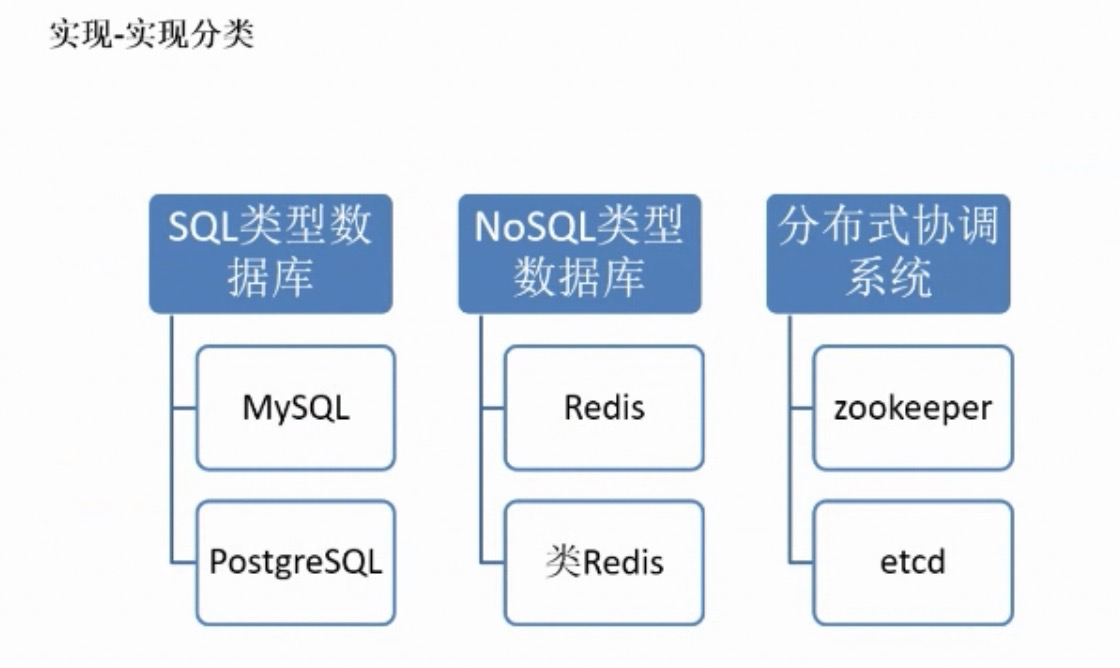 实现-实现分类
SQL类型数
据库
MySQL
PostgreSQL
NoSQL类型
数据库
Redis
类Redis
分布式协调
系统
zookeeper
etcd